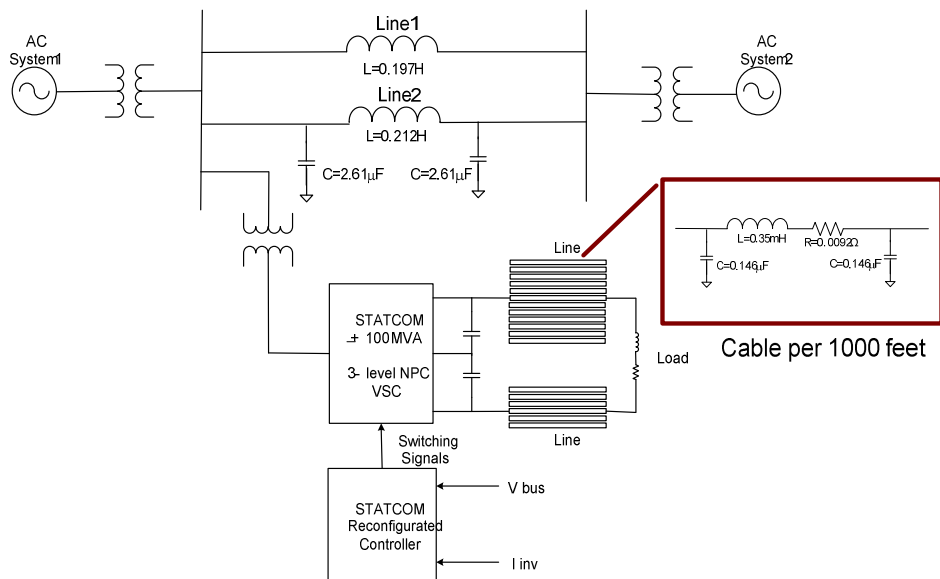 AC
System1
Line1
L=0.197H
Line2
L=0.212H
C=2.61μF
C=2.61μF
AC
System2
L=0.35mH
R=0.0092Ω
C=0.146μF
C=0.146μF
Cable per 1000 feet
Line
STATCOM
+ 100MVA
3- level NPC
VSC
Load
Line
Switching
Signals
STATCOM
Reconfigurated
Controller
V bus
I inv